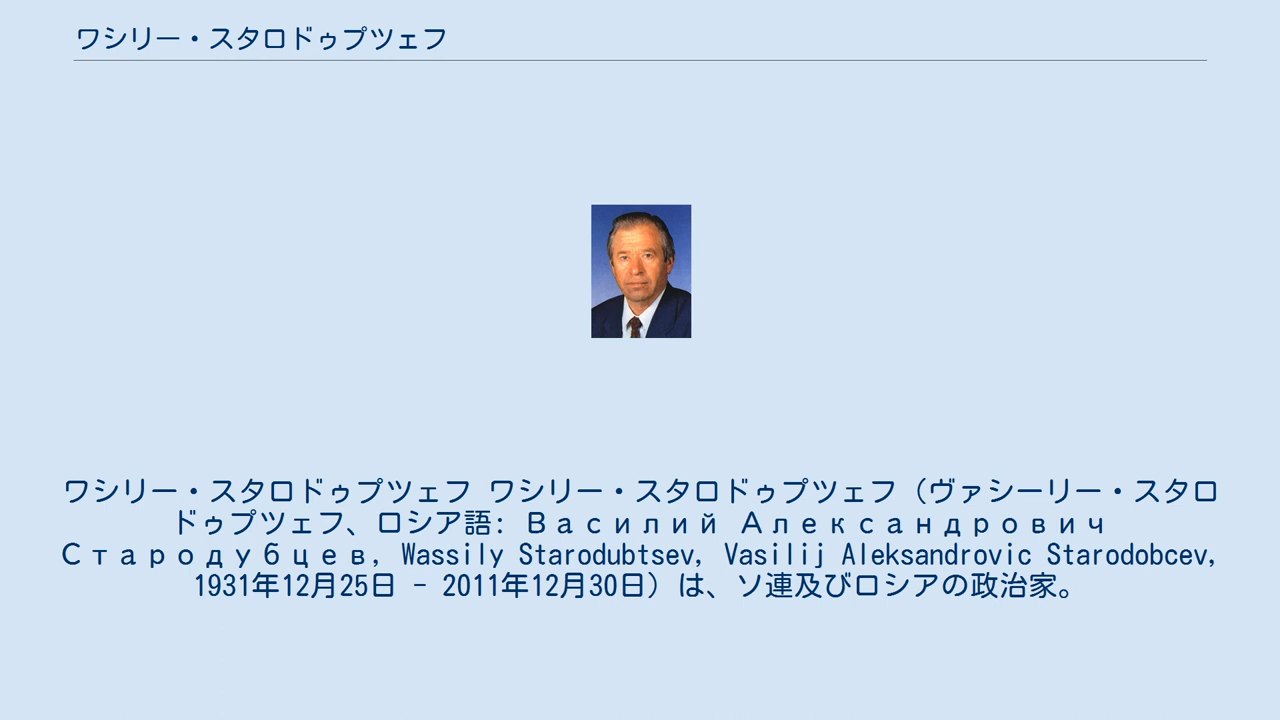 ワシリー・スタロドゥプツェフ
ワシリー・スタロドゥプツェフ ワシリー・スタロドゥプツェフ（ヴァシーリー・スタロ
ドゥプツェフ、ロシア語: Василий Александрович
Стародубцев, Wassily Starodubtsev, Vasilij Aleksandrovic Starodobcev,
1931年12月25日 - 2011年12月30日）は、ソ連及びロシアの政治家。